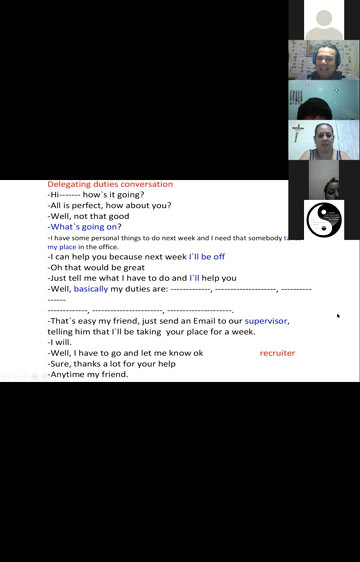 Delegating duties conversation
-Hi------- how`s it going?
-All is perfect, how about you?
-Well, not that good
-What`s going on?
-I have some personal things to do next week and I need that somebody
my place in the office.
-I can help you because next week I`ll be off
-Oh that would be great
-Just tell me what I have to do and I`ll help you
-Well, basically my duties are: -------------, --------------------, ----------
------
-------------, -----------------------, ---------------------.
-That`s easy my friend, just send an Email to our supervisor,
telling him that I`ll be taking your place for a week.
-I will.
-Well, I have to go and let me know ok recruiter
-Sure, thanks a lot for your help
-Anytime my friend.